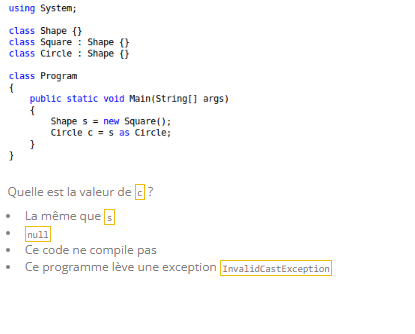 using System;
class Shape {}
class Square : Shape {}
class Circle : Shape {}
class Program
{
    public static void Main(String[] args)
    {
        Shape s = new Square();
        Circle c = s as Circle;
    }
}
Quelle est la valeur de c ?
• La même que s
• null
• Ce code ne compile pas
• Ce programme lève une exception InvalidCastException